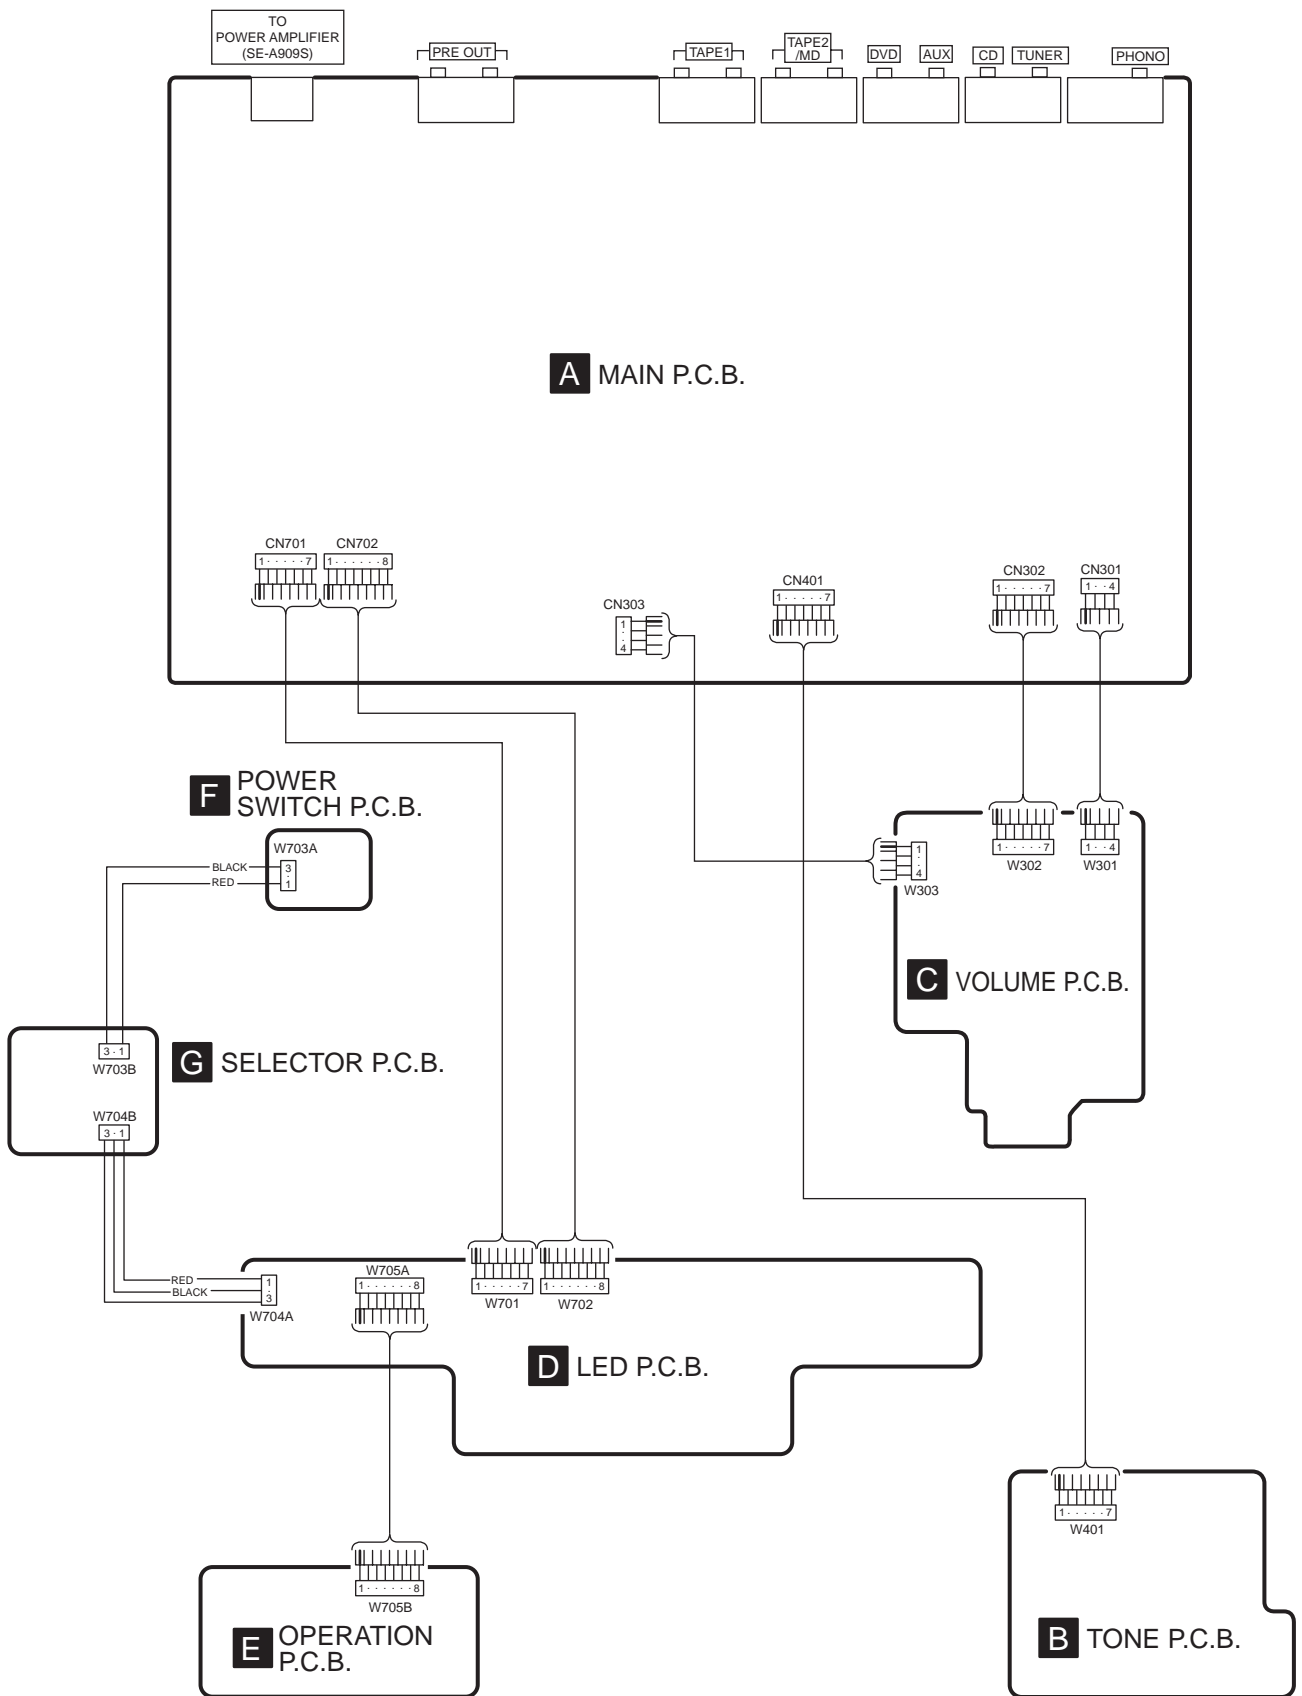 TO
POWER AMPLIFIER
(SE-A909S)
PRE OUT
TAPE1
TAPE2
/MD
DVD
AUX
CD
TUNER
PHONO
A MAIN P.C.B.
CN701
1 · · · · · 7
CN702
1 · · · · · · 8
CN303
1
·
·
4
CN401
1 · · · · · 7
CN302
1 · · · · · 7
CN301
1 · · 4
F POWER
SWITCH P.C.B.
W703A
3
·
1
BLACK
RED
1 · · · · · 7
W302
1 · · 4
W301
1
·
·
4
W303
C VOLUME P.C.B.
3 · 1
W703B
G SELECTOR P.C.B.
W704B
3 · 1
RED
BLACK
1
·
3
W704A
W705A
1 · · · · · · 8
1 · · · · · 7
W701
1 · · · · · · 8
W702
D LED P.C.B.
1 · · · · · 7
W401
B TONE P.C.B.
1 · · · · · · 8
W705B
E OPERATION
P.C.B.